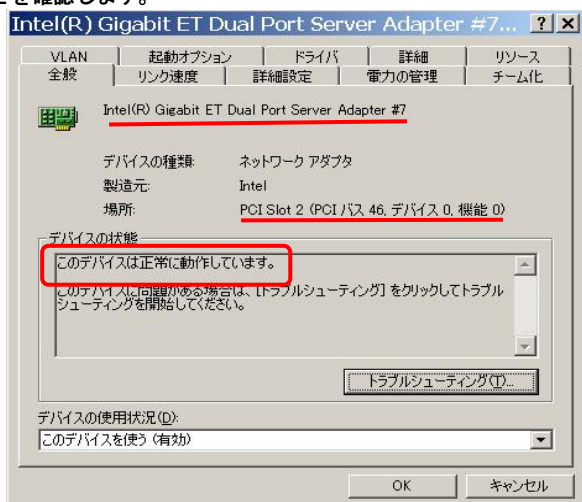 を確認します。
Intel(R) Gigabit ET Dual Port Server Adapter #7...
VLAN 起動オプション ドライバ 詳細 リソース
全般 リンク速度 詳細設定 電力の管理 チーム化
Intel(R) Gigabit ET Dual Port Server Adapter #7
デバイスの種類: ネットワーク アダプタ
製造元: Intel
場所: PCI Slot 2 (PCI バス 46, デバイス 0, 機能 0)
デバイスの状態
このデバイスは正常に動作しています。
このデバイスに問題がある場合は、[トラブルシューティング] をクリックしてトラブル
シューティングを開始してください。
トラブルシューティング(T)...
デバイスの使用状況(D):
このデバイスを使う (有効)
OK キャンセル